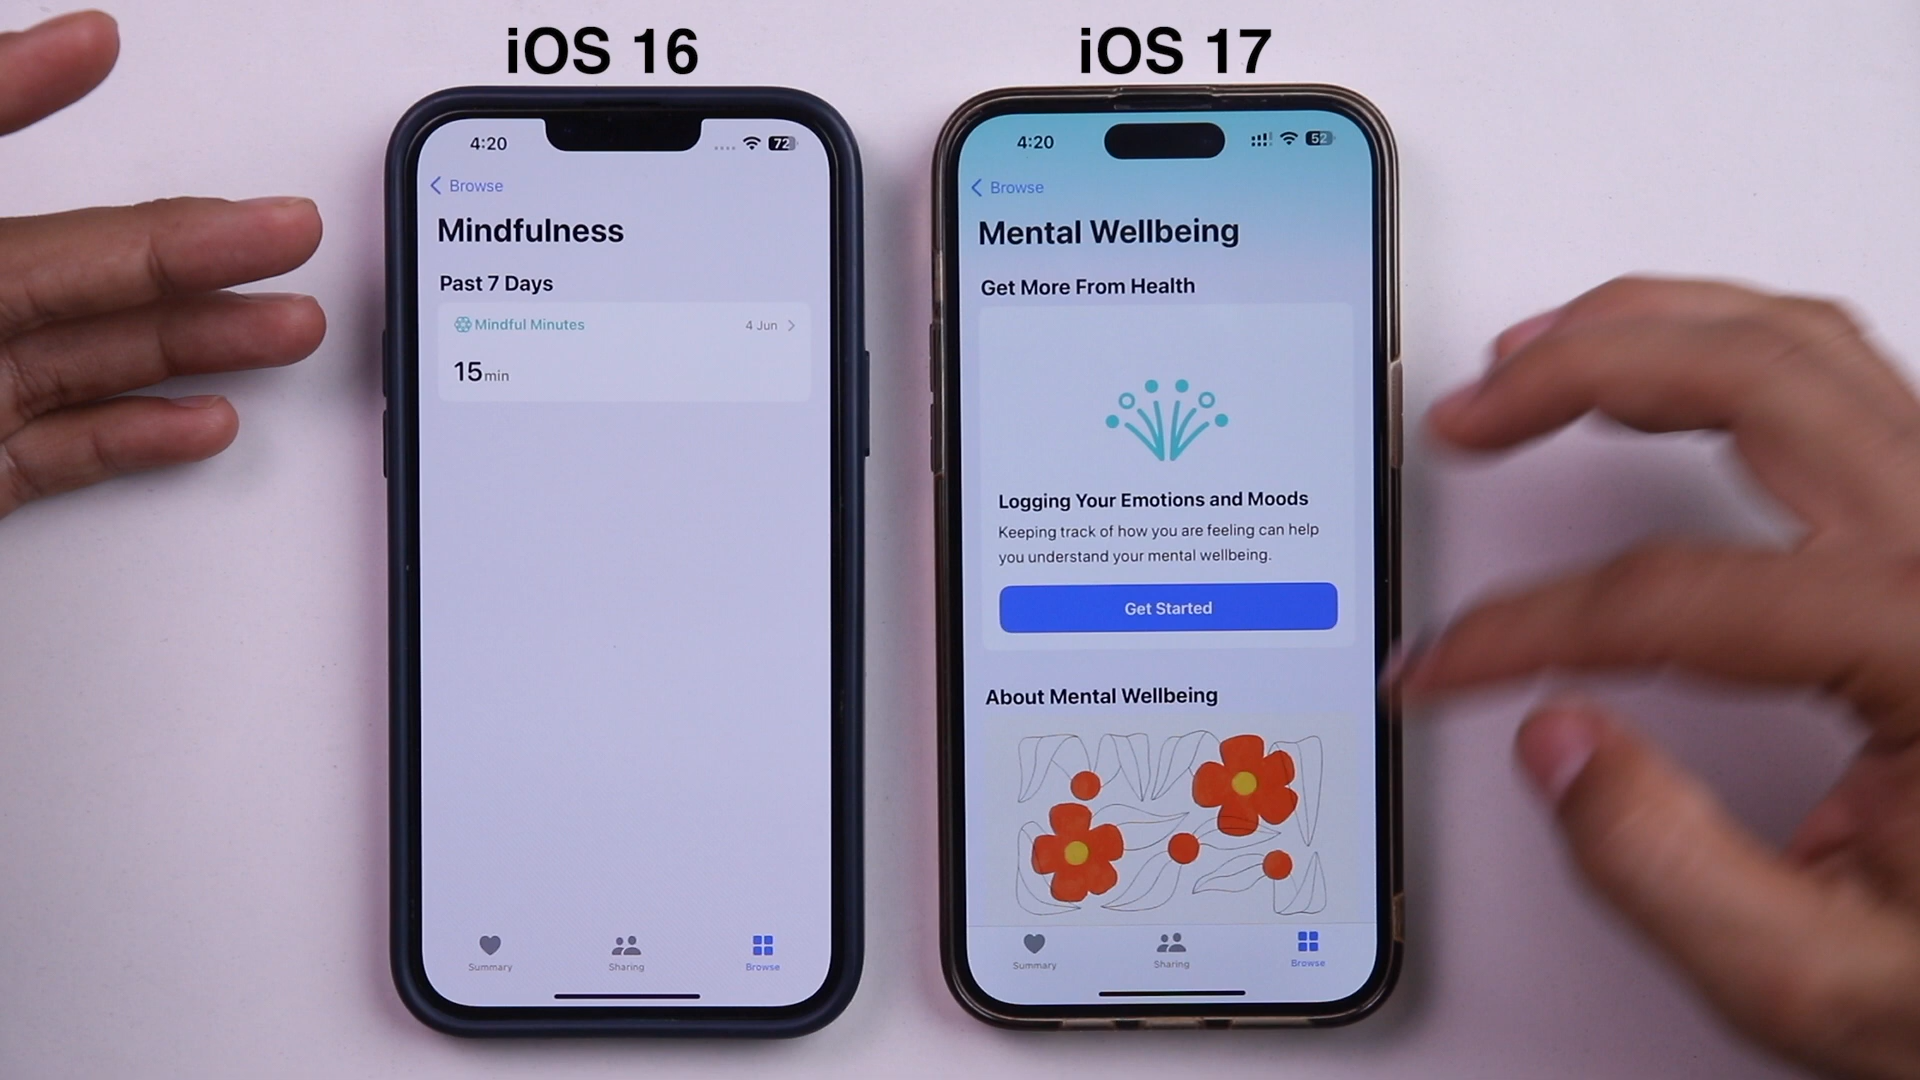 iOS 16
4:20
72
Browse
Mindfulness
Past 7 Days
Mindful Minutes
4 Jun
15 min
Summary
Sharing
Browse
iOS 17
4:20
52
Browse
Mental Wellbeing
Get More From Health
Logging Your Emotions and Moods
Keeping track of how you are feeling can help
you understand your mental wellbeing.
Get Started
About Mental Wellbeing
Summary
Sharing
Browse